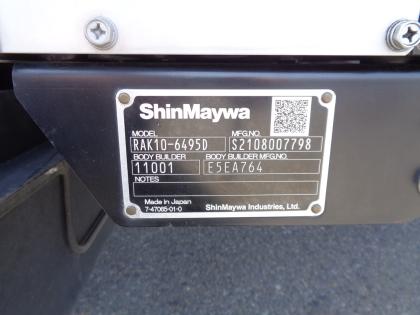 ShinMaywa
MODEL MFG.NO.
RAK10-6495D S2108007798
BODY BUILDER BODY BUILDER MFG.NO.
11001 E5EA764
NOTES
Made in Japan
7-47065-01-0 ShinMaywa Industries, Ltd.